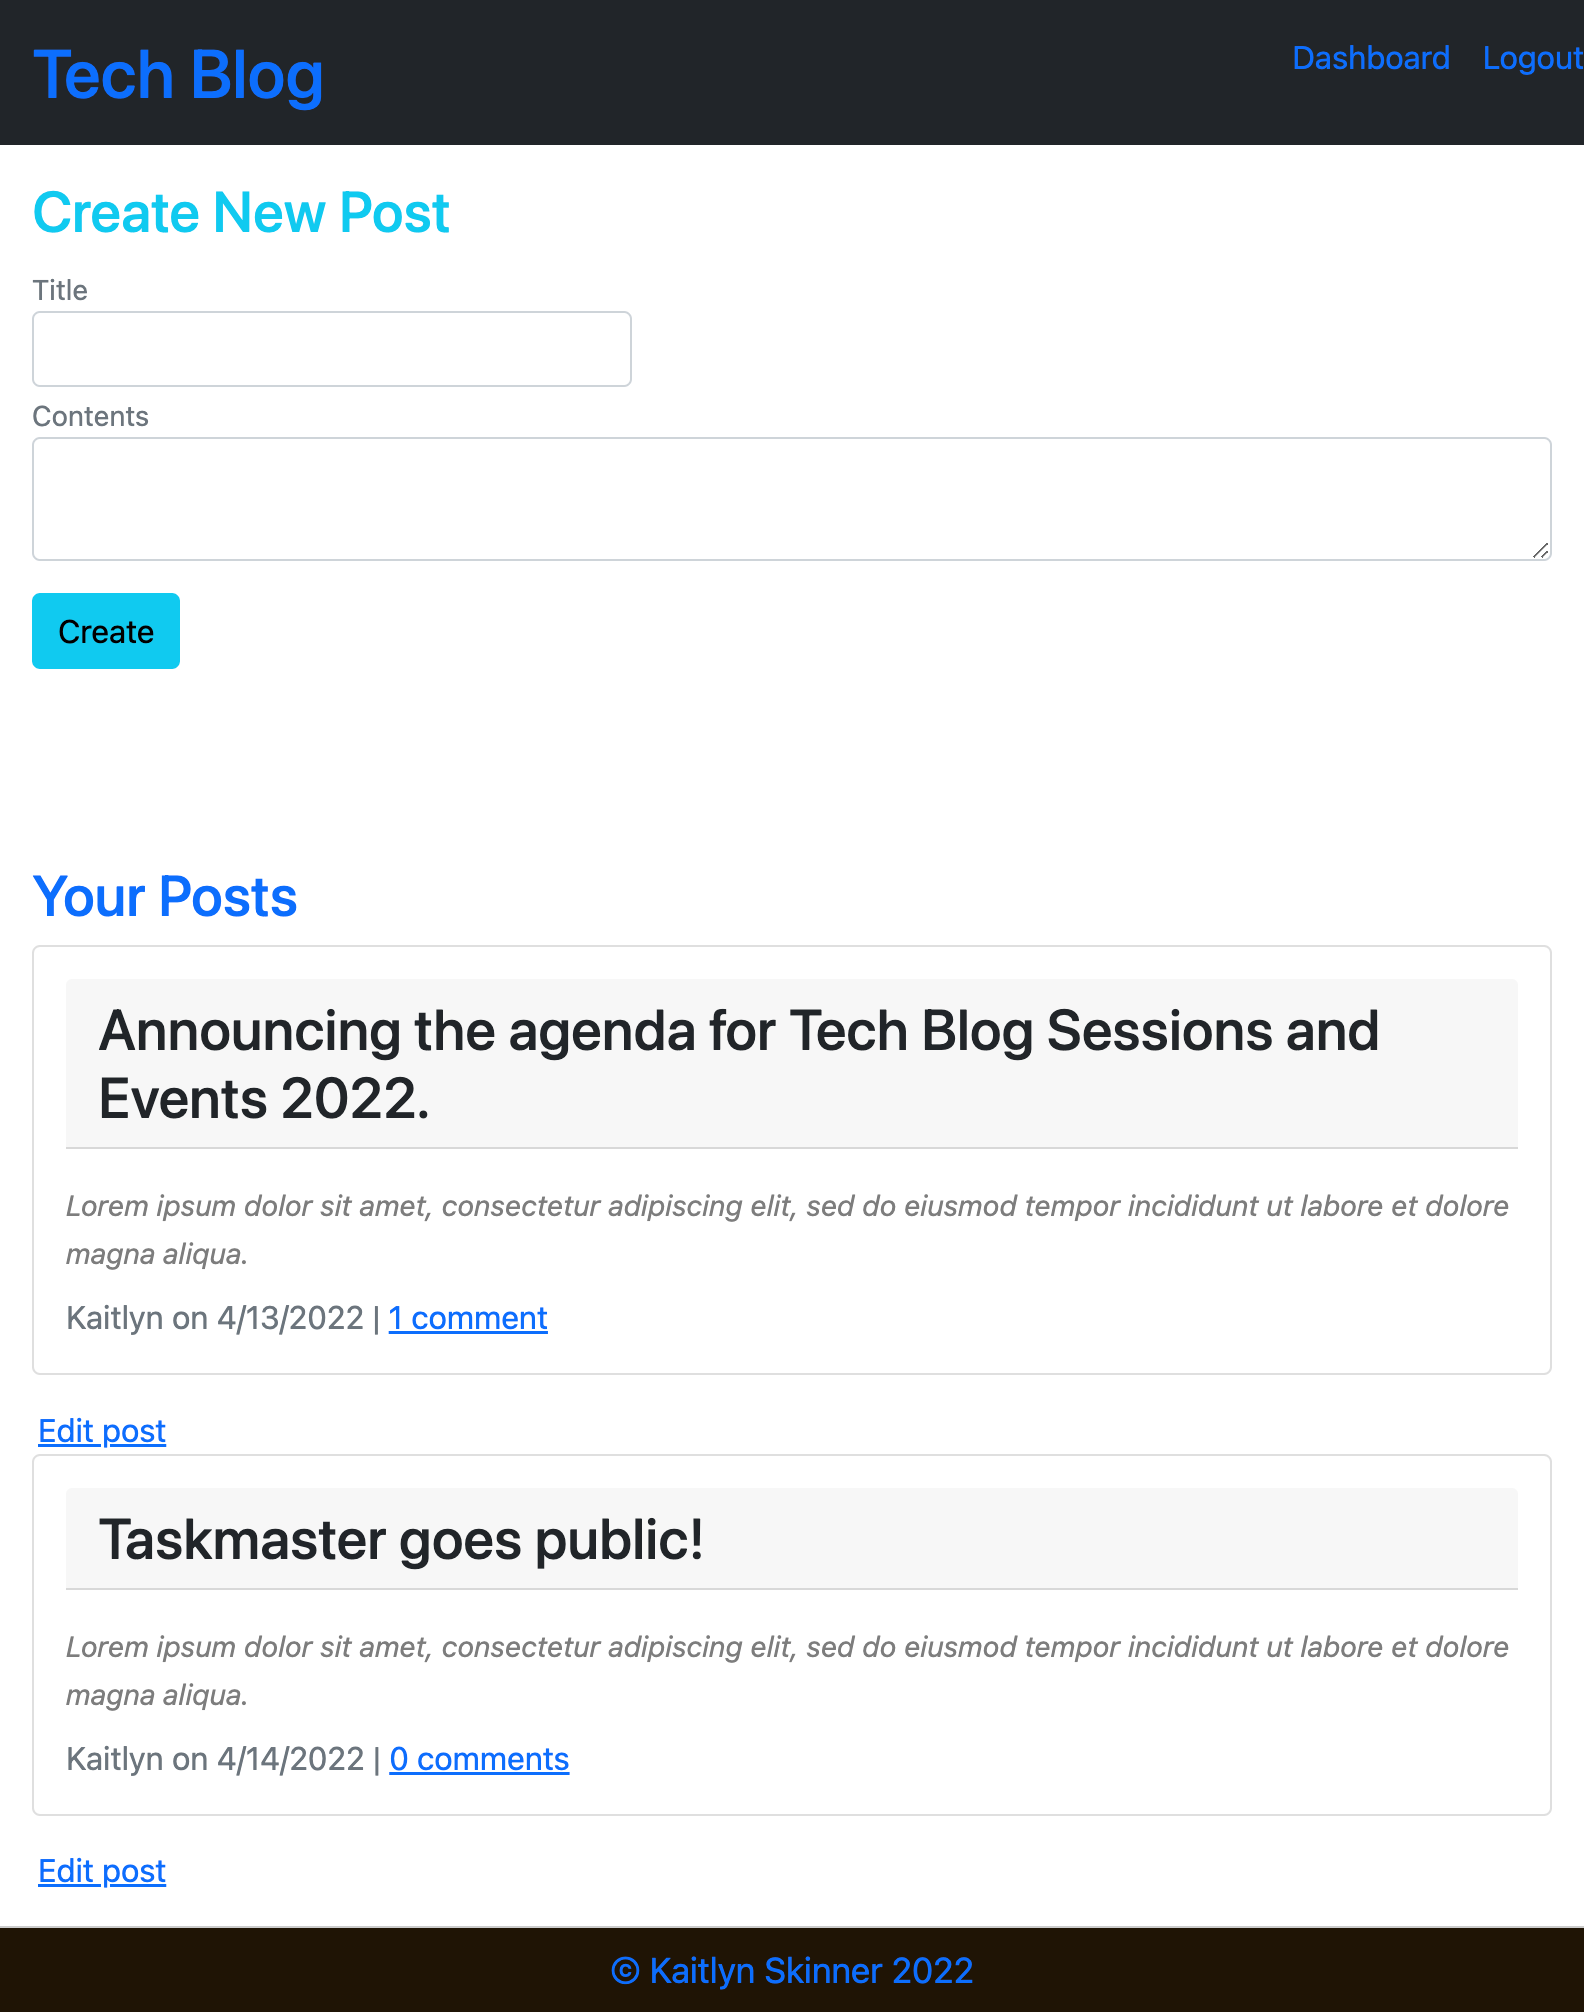 Tech Blog
Dashboard Logout
Create New Post
Title
Contents
Create
Your Posts
Announcing the agenda for Tech Blog Sessions and
Events 2022.
Lorem ipsum dolor sit amet, consectetur adipiscing elit, sed do eiusmod tempor incididunt ut labore et dolore
magna aliqua.
Kaitlyn on 4/13/2022 | 1 comment
Edit post
Taskmaster goes public!
Lorem ipsum dolor sit amet, consectetur adipiscing elit, sed do eiusmod tempor incididunt ut labore et dolore
magna aliqua.
Kaitlyn on 4/14/2022 | 0 comments
Edit post
© Kaitlyn Skinner 2022